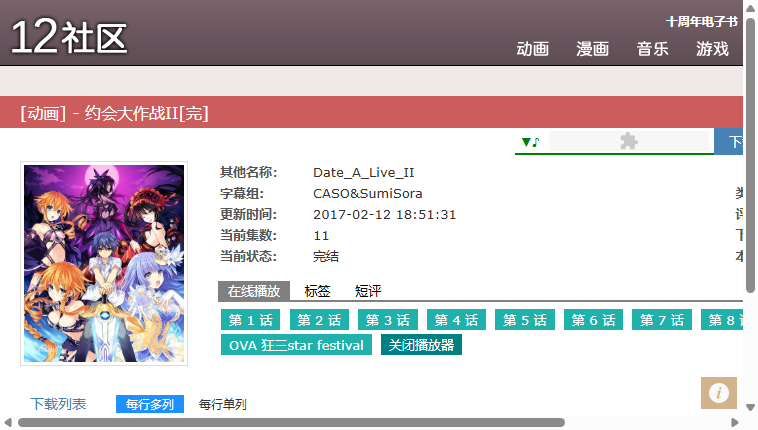 12社区
十周年电子书
动画 漫画 音乐 游戏
[动画] - 约会大作战II[完]
▼♪
其他名称: Date_A_Live_II
字幕组: CASO&SumiSora
更新时间: 2017-02-12 18:51:31
当前集数: 11
当前状态: 完结
在线播放 标签 短评
第 1 话 第 2 话 第 3 话 第 4 话 第 5 话 第 6 话 第 7 话 第 8
OVA 狂三star festival 关闭播放器
下载列表 每行多列 每行单列